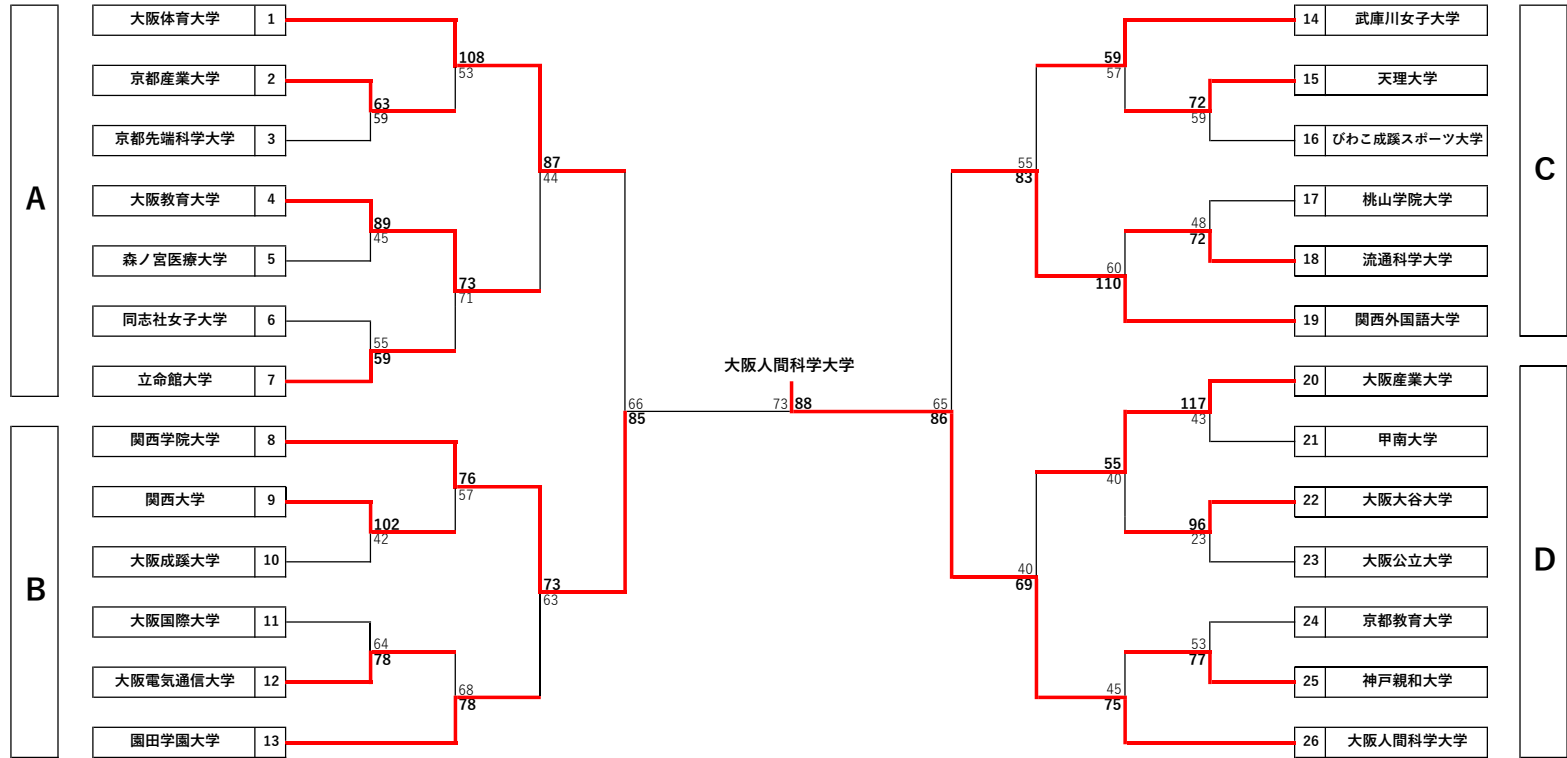 A
大阪体育大学 1
京都産業大学 2
京都先端科学大学 3
大阪教育大学 4
森ノ宮医療大学 5
同志社女子大学 6
立命館大学 7
108
53
63
59
89
45
73
71
55
59
87
44
B
関西学院大学 8
関西大学 9
大阪成蹊大学 10
大阪国際大学 11
大阪電気通信大学 12
園田学園大学 13
76
57
102
42
64
78
68
78
73
63
66
85
大阪人間科学大学
73 88
65
86
C
14 武庫川女子大学
15 天理大学
16 びわこ成蹊スポーツ大学
17 桃山学院大学
18 流通科学大学
19 関西外国語大学
59
57
72
59
55
83
48
72
60
110
D
20 大阪産業大学
21 甲南大学
22 大阪大谷大学
23 大阪公立大学
24 京都教育大学
25 神戸親和大学
26 大阪人間科学大学
117
43
55
40
96
23
40
69
53
77
45
75